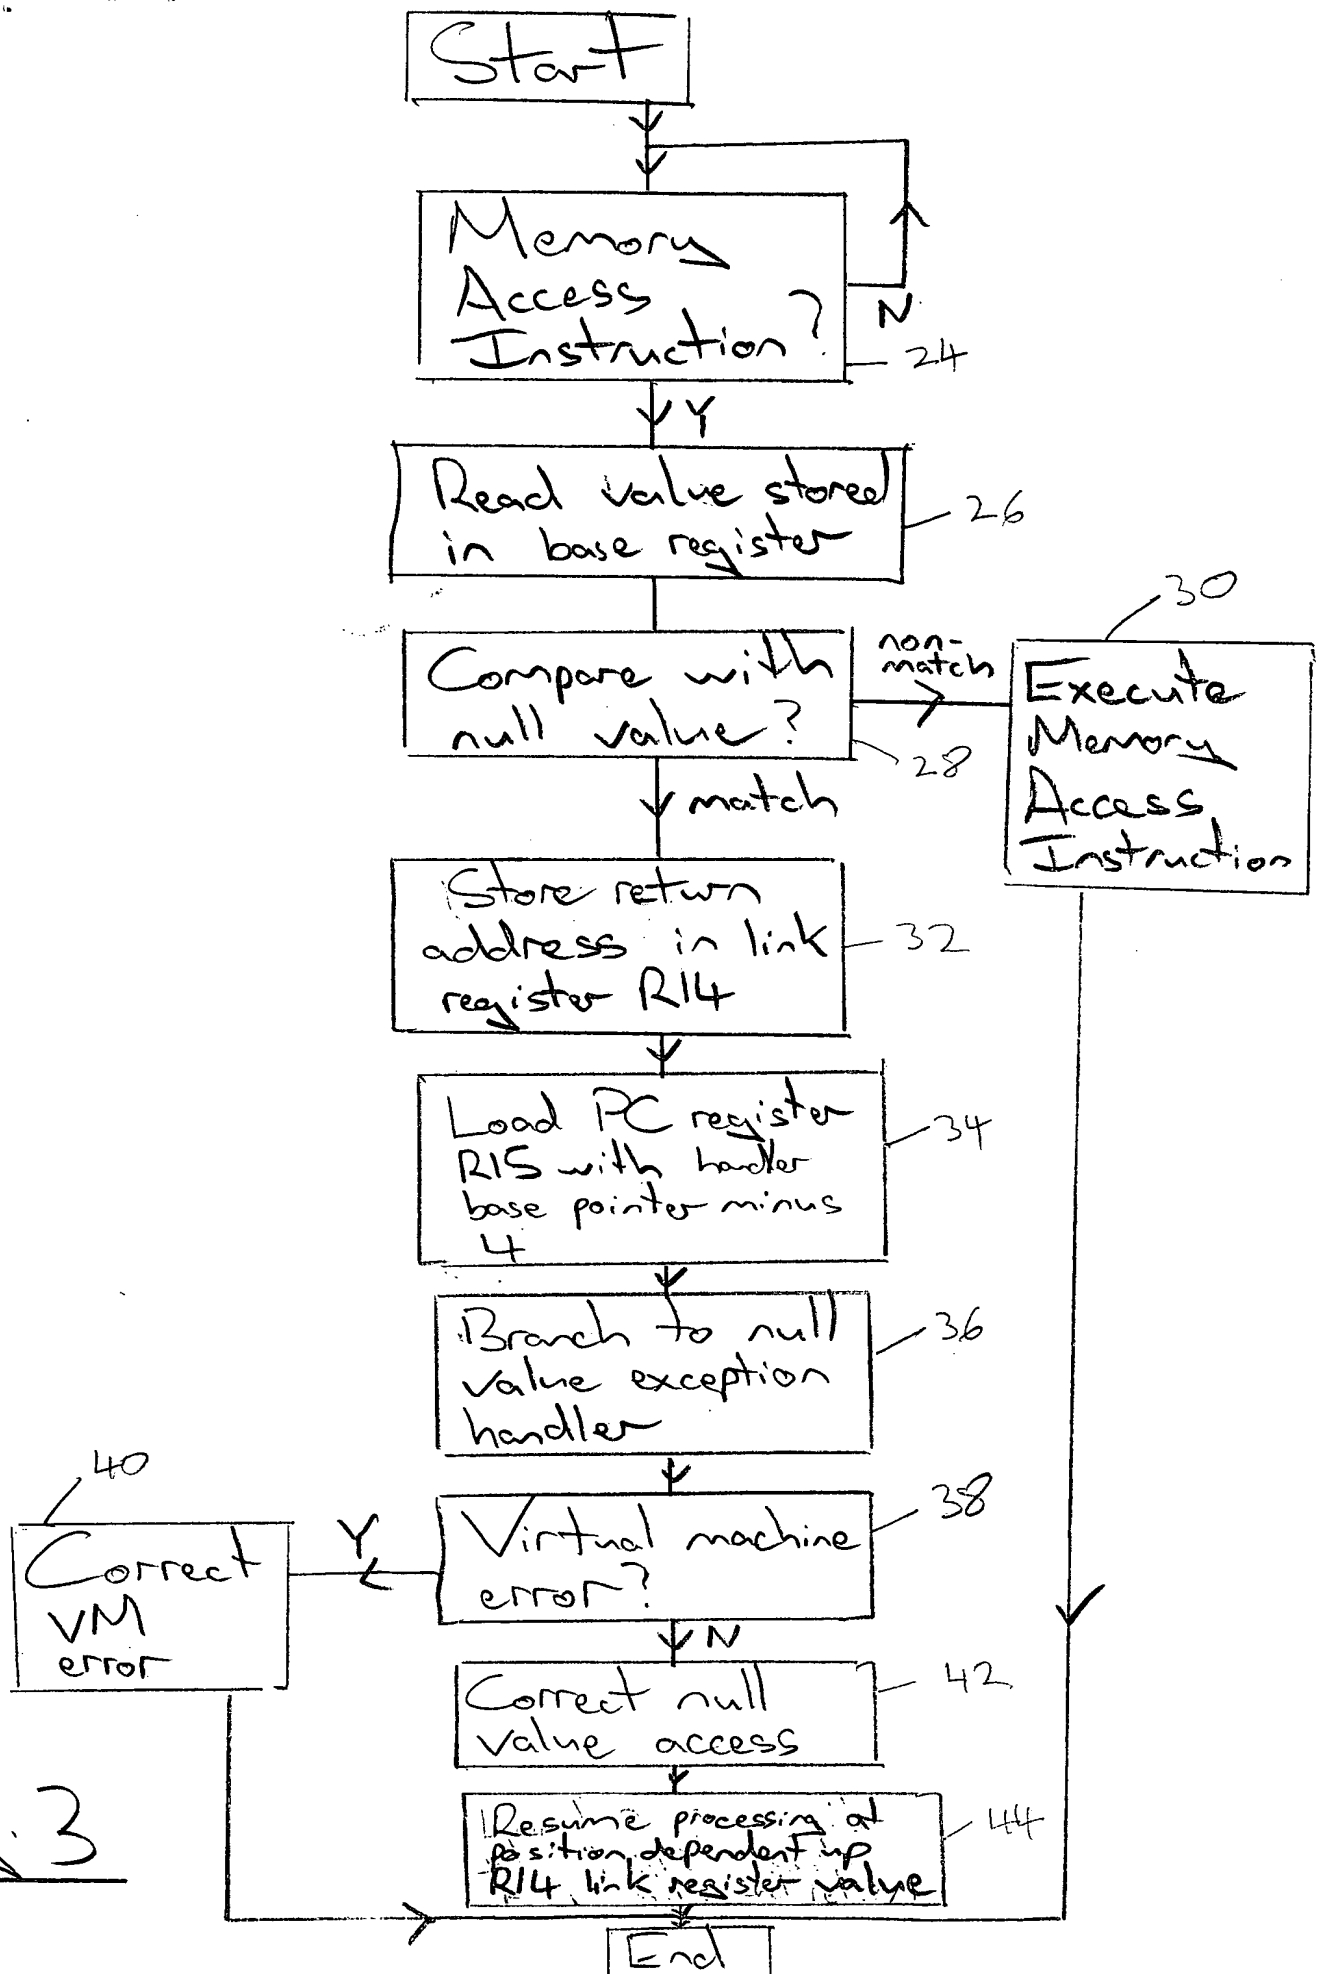 Start
Memory
Access
Instruction?
N
24
Y
Read value stored
in base register
26
Compare with
null value?
28
non-
match
30
Execute
Memory
Access
Instruction
match
Store return
address in link
register R14
32
Load PC register
R15 with handler
base pointer minus
4
34
Branch to null
value exception
handler
36
Virtual machine
error?
38
Y
40
Correct
VM
error
N
Correct null
value access
42
Resume processing at
position dependent up
R14 link register value
44
End
. 3